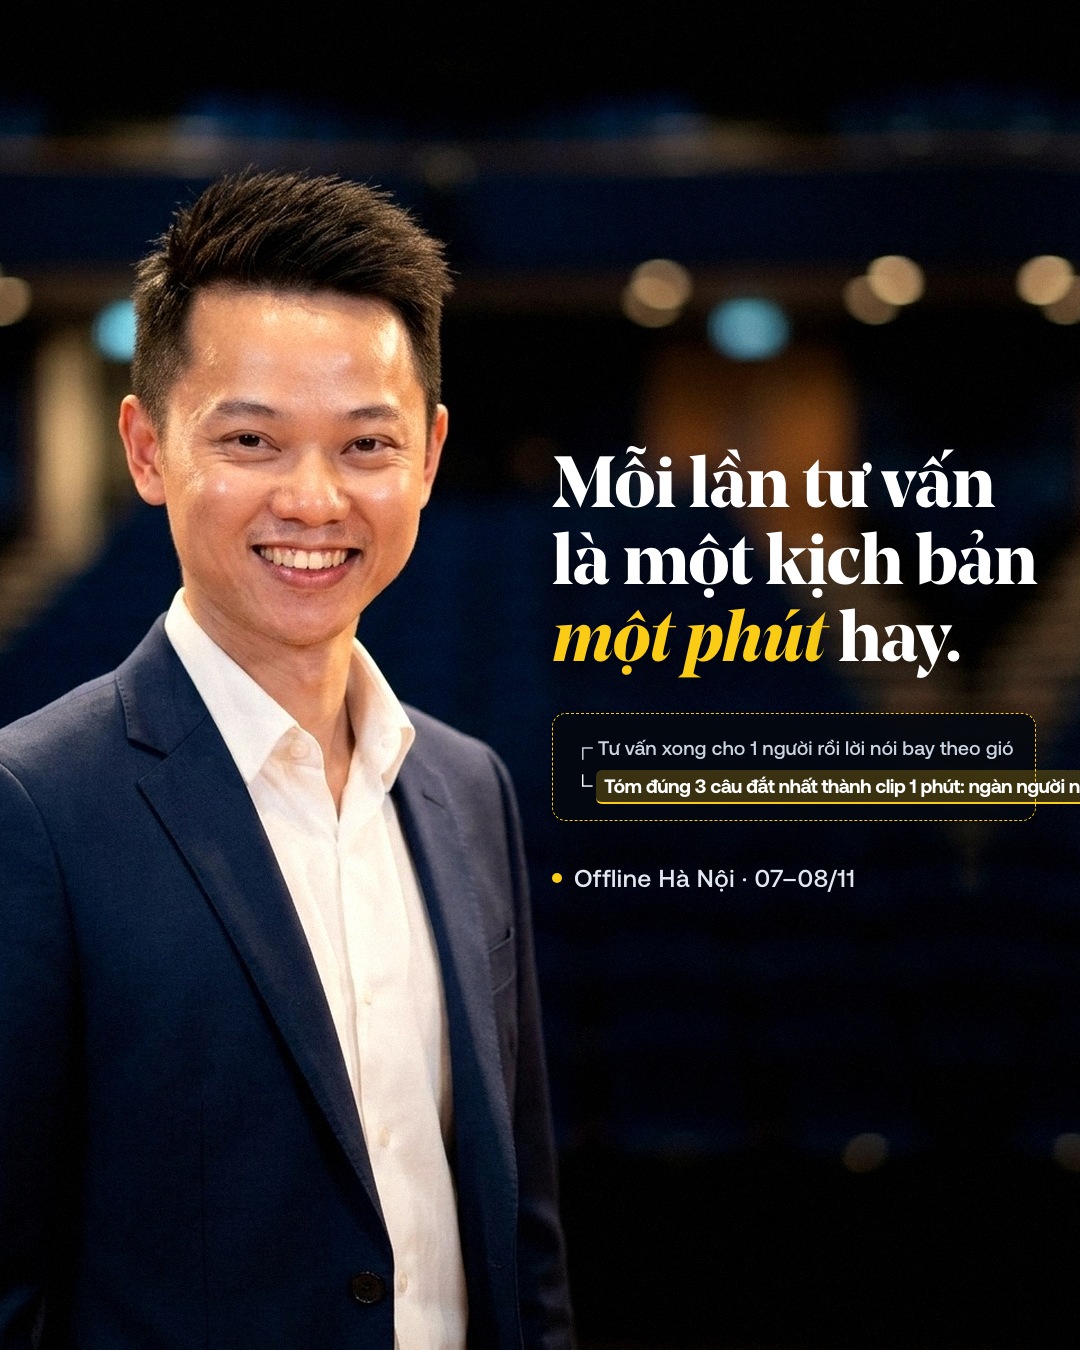 Mỗi lần tư vấn
là một kịch bản
một phút hay.
Tư vấn xong cho 1 người rồi lời nói bay theo gió
Tóm đúng 3 câu đắt nhất thành clip 1 phút: ngàn người
Offline Hà Nội · 07–08/11